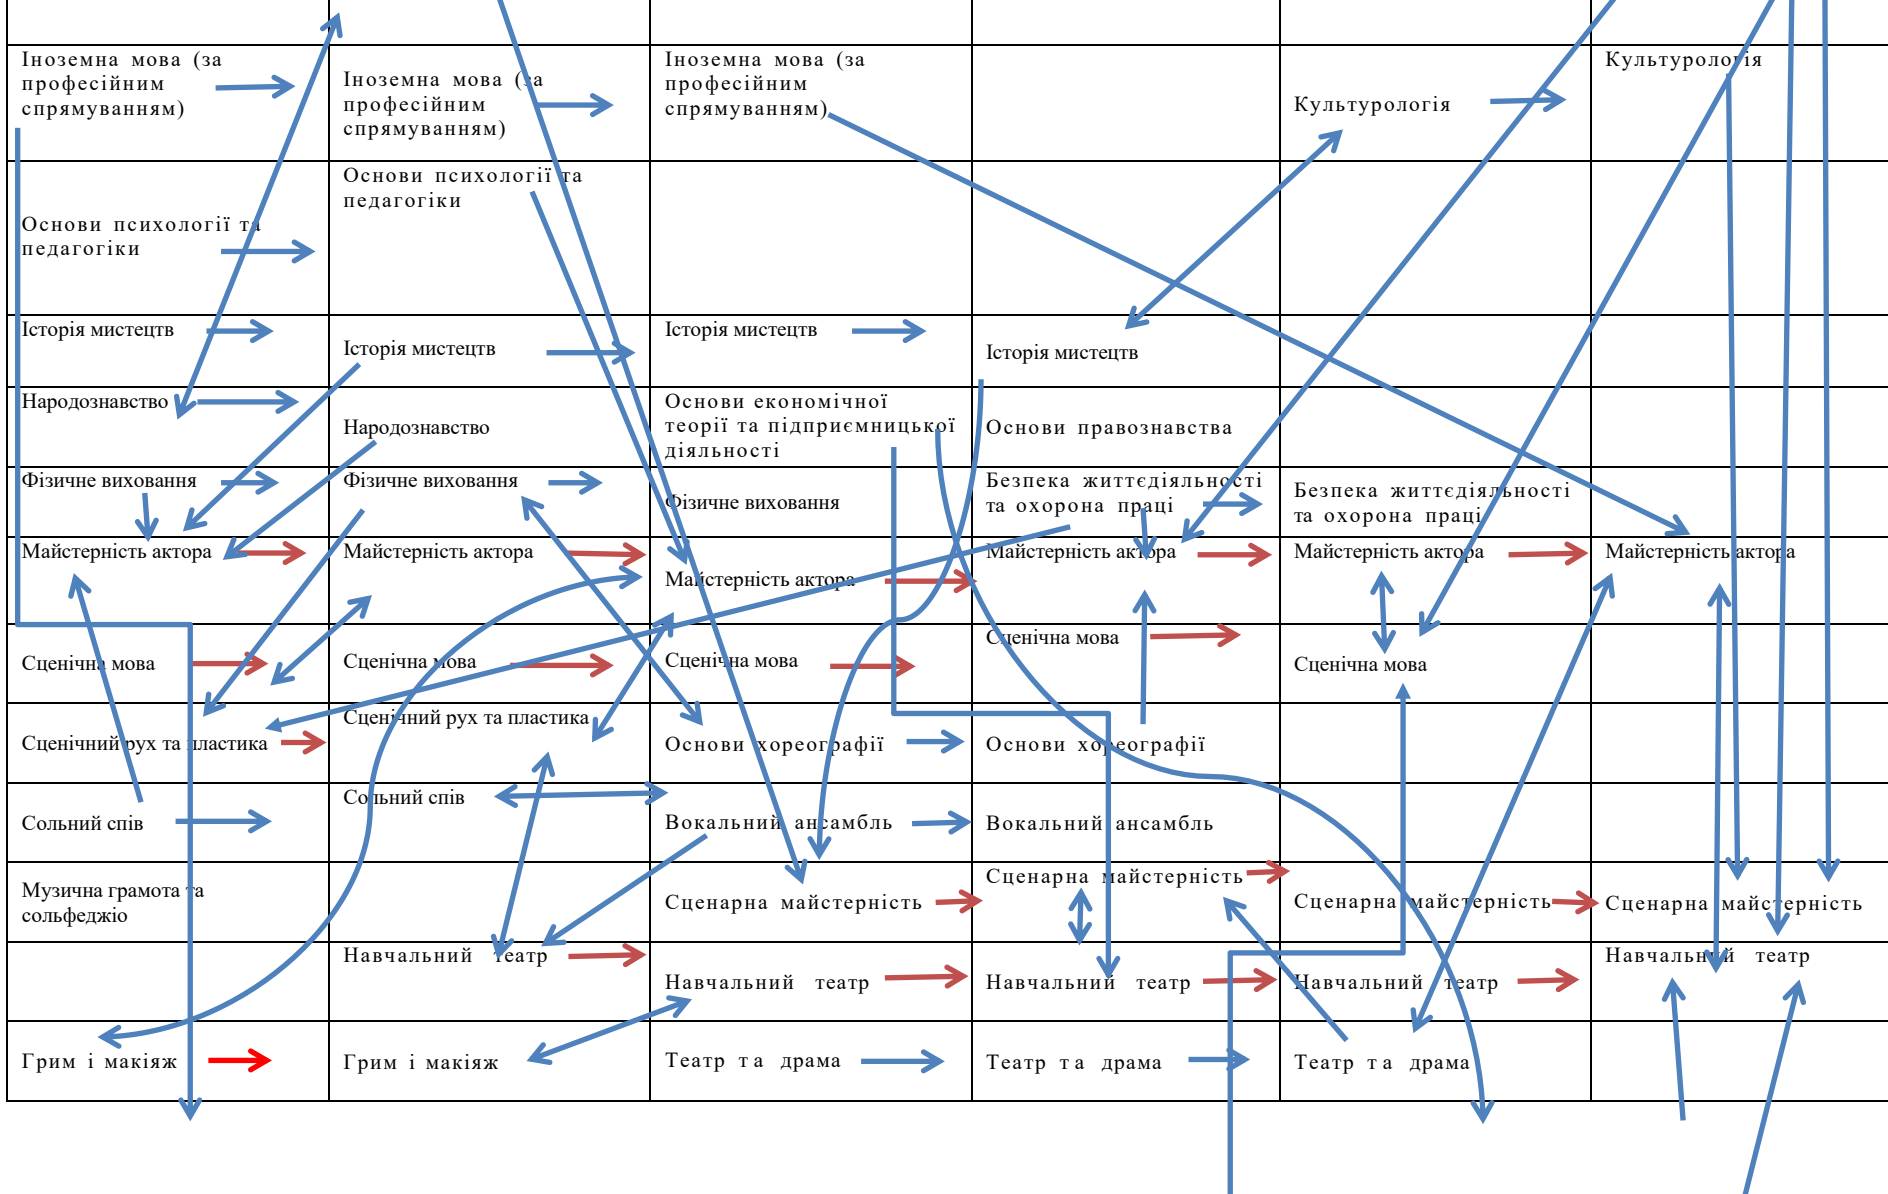 Іноземна мова (за
професійним
спрямуванням)
Іноземна мова (за
професійним
спрямуванням)
Іноземна мова (за
професійним
спрямуванням)
Культурологія
Культурологія
Основи психології та
педагогіки
Основи психології та
педагогіки
Історія мистецтв
Історія мистецтв
Історія мистецтв
Історія мистецтв
Народознавство
Народознавство
Основи економічної
теорії та підприємницької
діяльності
Основи правознавства
Фізичне виховання
Фізичне виховання
Фізичне виховання
Безпека життєдіяльності
та охорона праці
Безпека життєдіяльності
та охорона праці
Майстерність актора
Майстерність актора
Майстерність актора
Майстерність актора
Майстерність актора
Майстерність актора
Сценічна мова
Сценічна мова
Сценічна мова
Сценічна мова
Сценічна мова
Сценічний рух та пластика
Сценічний рух та пластика
Основи хореографії
Основи хореографії
Сольний спів
Сольний спів
Вокальний ансамбль
Вокальний ансамбль
Музична грамота та
сольфеджіо
Сценарна майстерність
Сценарна майстерність
Сценарна майстерність
Сценарна майстерність
Навчальний театр
Навчальний театр
Навчальний театр
Навчальний театр
Навчальний театр
Грим і макіяж
Грим і макіяж
Театр та драма
Театр та драма
Театр та драма